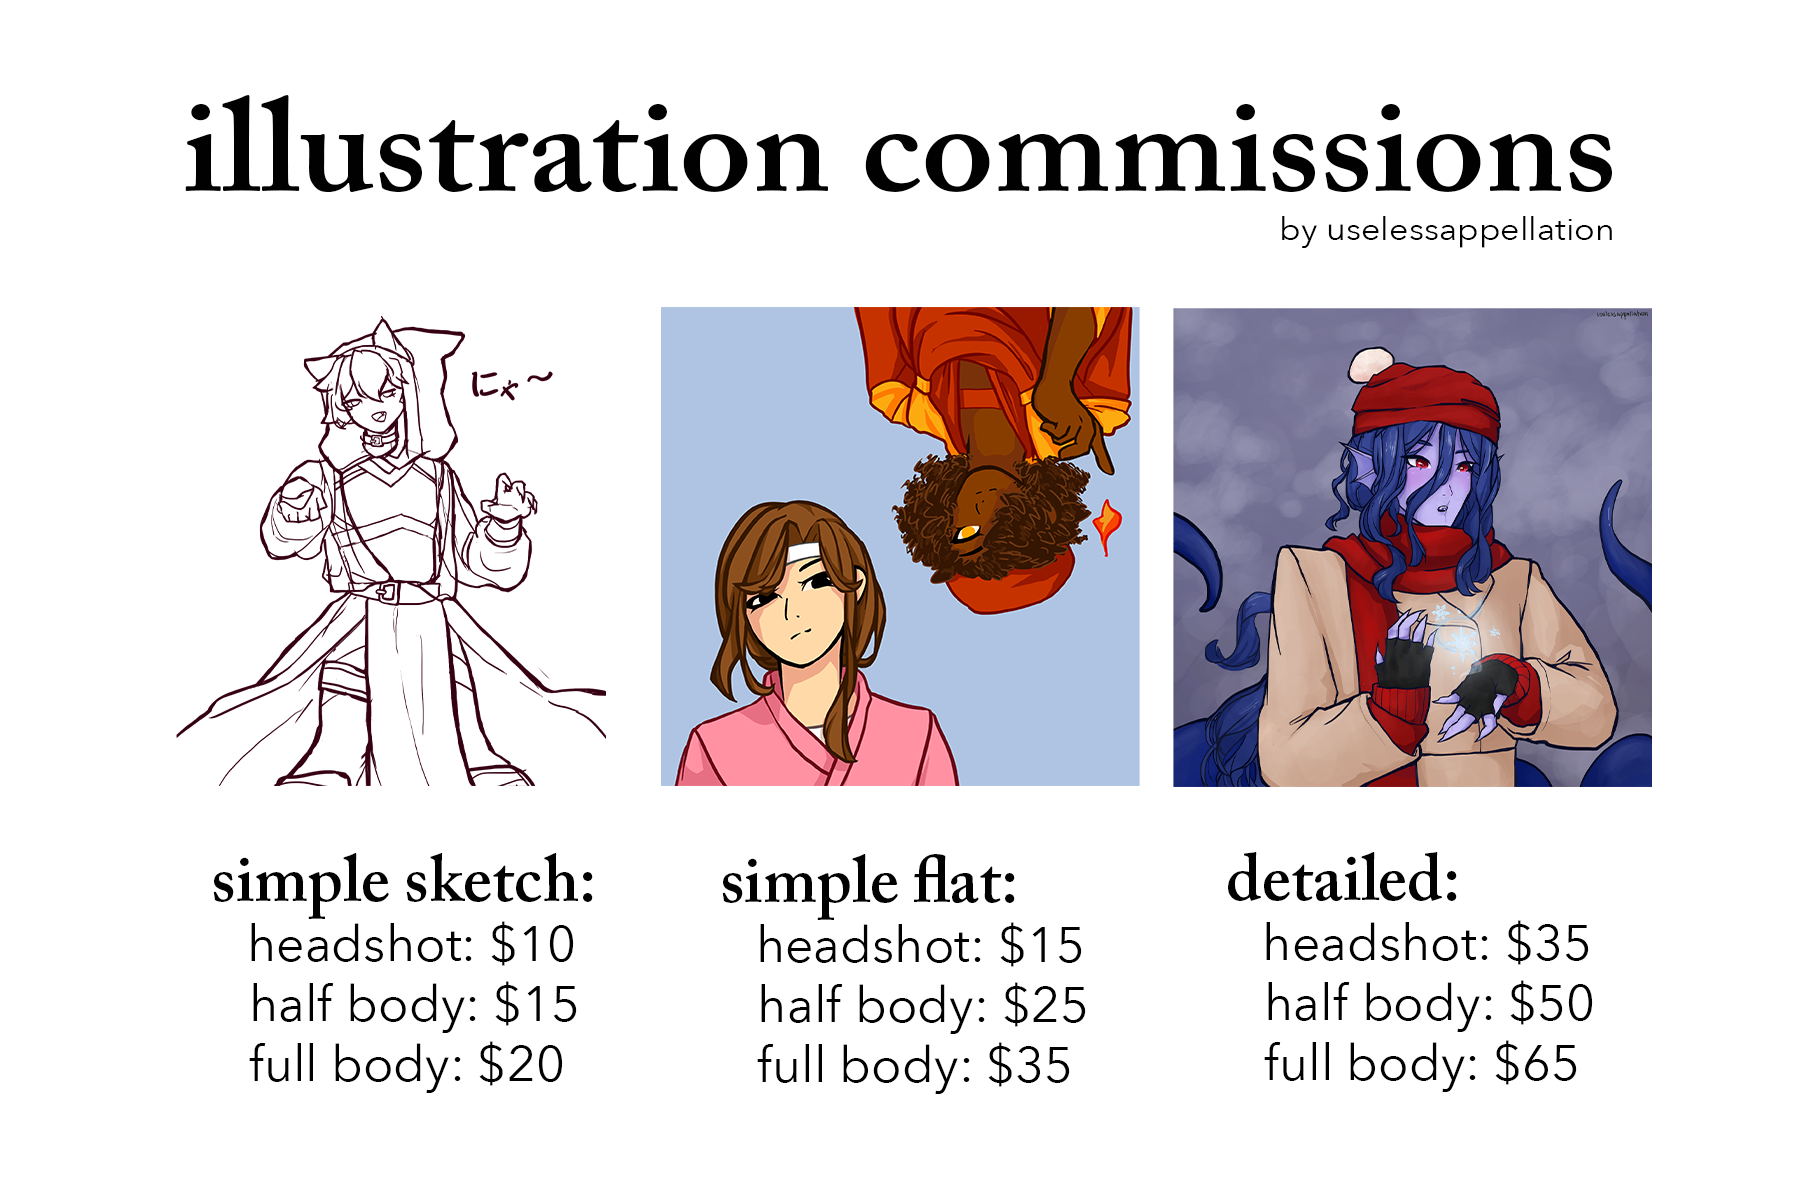 illustration commissions
by uselessappellation
にゃ~
uselessappellation
simple sketch:
headshot: $10
half body: $15
full body: $20
simple flat:
headshot: $15
half body: $25
full body: $35
detailed:
headshot: $35
half body: $50
full body: $65